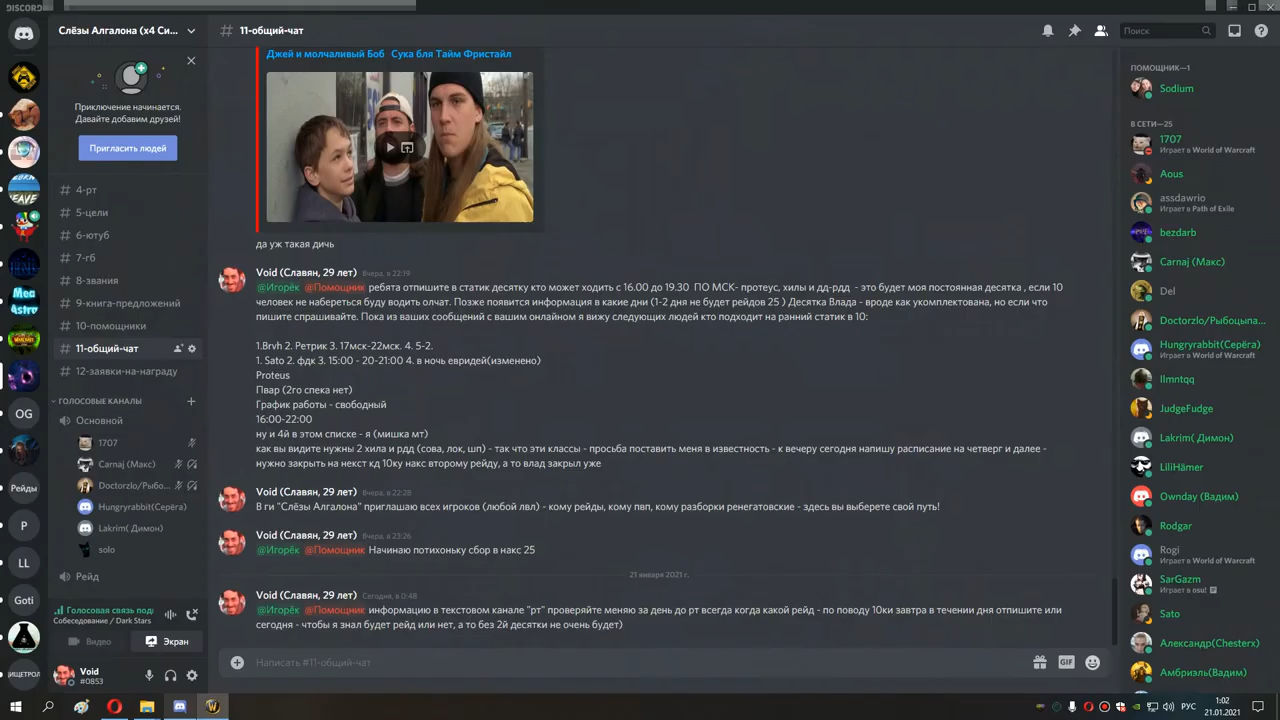 DISCORD
Слёзы Алгалона (x4 Си...
Приключение начинается.
Давайте добавим друзей!
Пригласить людей
4-рт
5-цели
6-ютуб
7-гб
8-звания
9-книга-предложений
10-помощники
11-общий-чат
12-заявки-на-награду
ГОЛОСОВЫЕ КАНАЛЫ
Основной
1707
Carnaj (Макс)
Doctorzlo/Рыбо...
Hungryrabbit(Серёга)
Lakrim( Димон)
solo
Рейд
Голосовая связь под
Собеседование / Dark Stars
Видео
Экран
Void
#0853
OG
Рейды
P
LL
Goti
ИЩЕТРОЛ
11-общий-чат
Поиск
Джей и молчаливый Боб Сука бля Тайм Фристайл
да уж такая дичь
Void (Славян, 29 лет) Вчера, в 22:19
@Игорёк @Помощник ребята отпишите в статик десятку кто может ходить с 16.00 до 19.30 ПО МСК- протеус, хилы и дд-рдд - это будет моя постоянная десятка , если 10
человек не набереться буду водить олчат. Позже появится информация в какие дни (1-2 дня не будет рейдов 25 ) Десятка Влада - вроде как укомплектована, но если что
пишите спрашивайте. Пока из ваших сообщений с вашим онлайном я вижу следующих людей кто подходит на ранний статик в 10:
1.Brvh 2. Ретрик 3. 17мск-22мск. 4. 5-2.
1. Sato 2. фдк 3. 15:00 - 20-21:00 4. в ночь евридей(изменено)
Proteus
Пвар (2го спека нет)
График работы - свободный
16:00-22:00
ну и 4й в этом списке - я (мишка мт)
как вы видите нужны 2 хила и рдд (сова, лок, шп) - так что эти классы - просьба поставить меня в известность - к вечеру сегодня напишу расписание на четверг и далее -
нужно закрыть на некст кд 10ку накс второму рейду, а то влад закрыл уже
Void (Славян, 29 лет) Вчера, в 22:28
В ги "Слёзы Алгалона" приглашаю всех игроков (любой лвл) - кому рейды, кому пвп, кому разборки ренегатовские - здесь вы выберете свой путь!
Void (Славян, 29 лет) Вчера, в 23:26
@Игорёк @Помощник Начинаю потихоньку сбор в накс 25
21 января 2021 г.
Void (Славян, 29 лет) Сегодня, в 0:48
@Игорёк @Помощник информацию в текстовом канале "рт" проверяйте меняю за день до рт всегда когда какой рейд - по поводу 10ки завтра в течении дня отпишите или
сегодня - чтобы я знал будет рейд или нет, а то без 2й десятки не очень будет)
Написать #11-общий-чат
GIF
ПОМОЩНИК—1
Sodium
В СЕТИ—25
1707
Играет в World of Warcraft
Aous
assdawrio
Играет в Path of Exile
bezdarb
Carnaj (Макс)
Del
Doctorzlo/Рыбоцыпа...
Hungryrabbit(Серёга)
Играет в World of Warcraft
Ilmntqq
JudgeFudge
Lakrim( Димон)
LiliHämer
Ownday (Вадим)
Rodgar
Rogi
Играет в World of Warcraft
SarGazm
Играет в osu!
Sato
Александр(Chesterx)
Амбриэль(Вадим)
РУС
1:02
21.01.2021